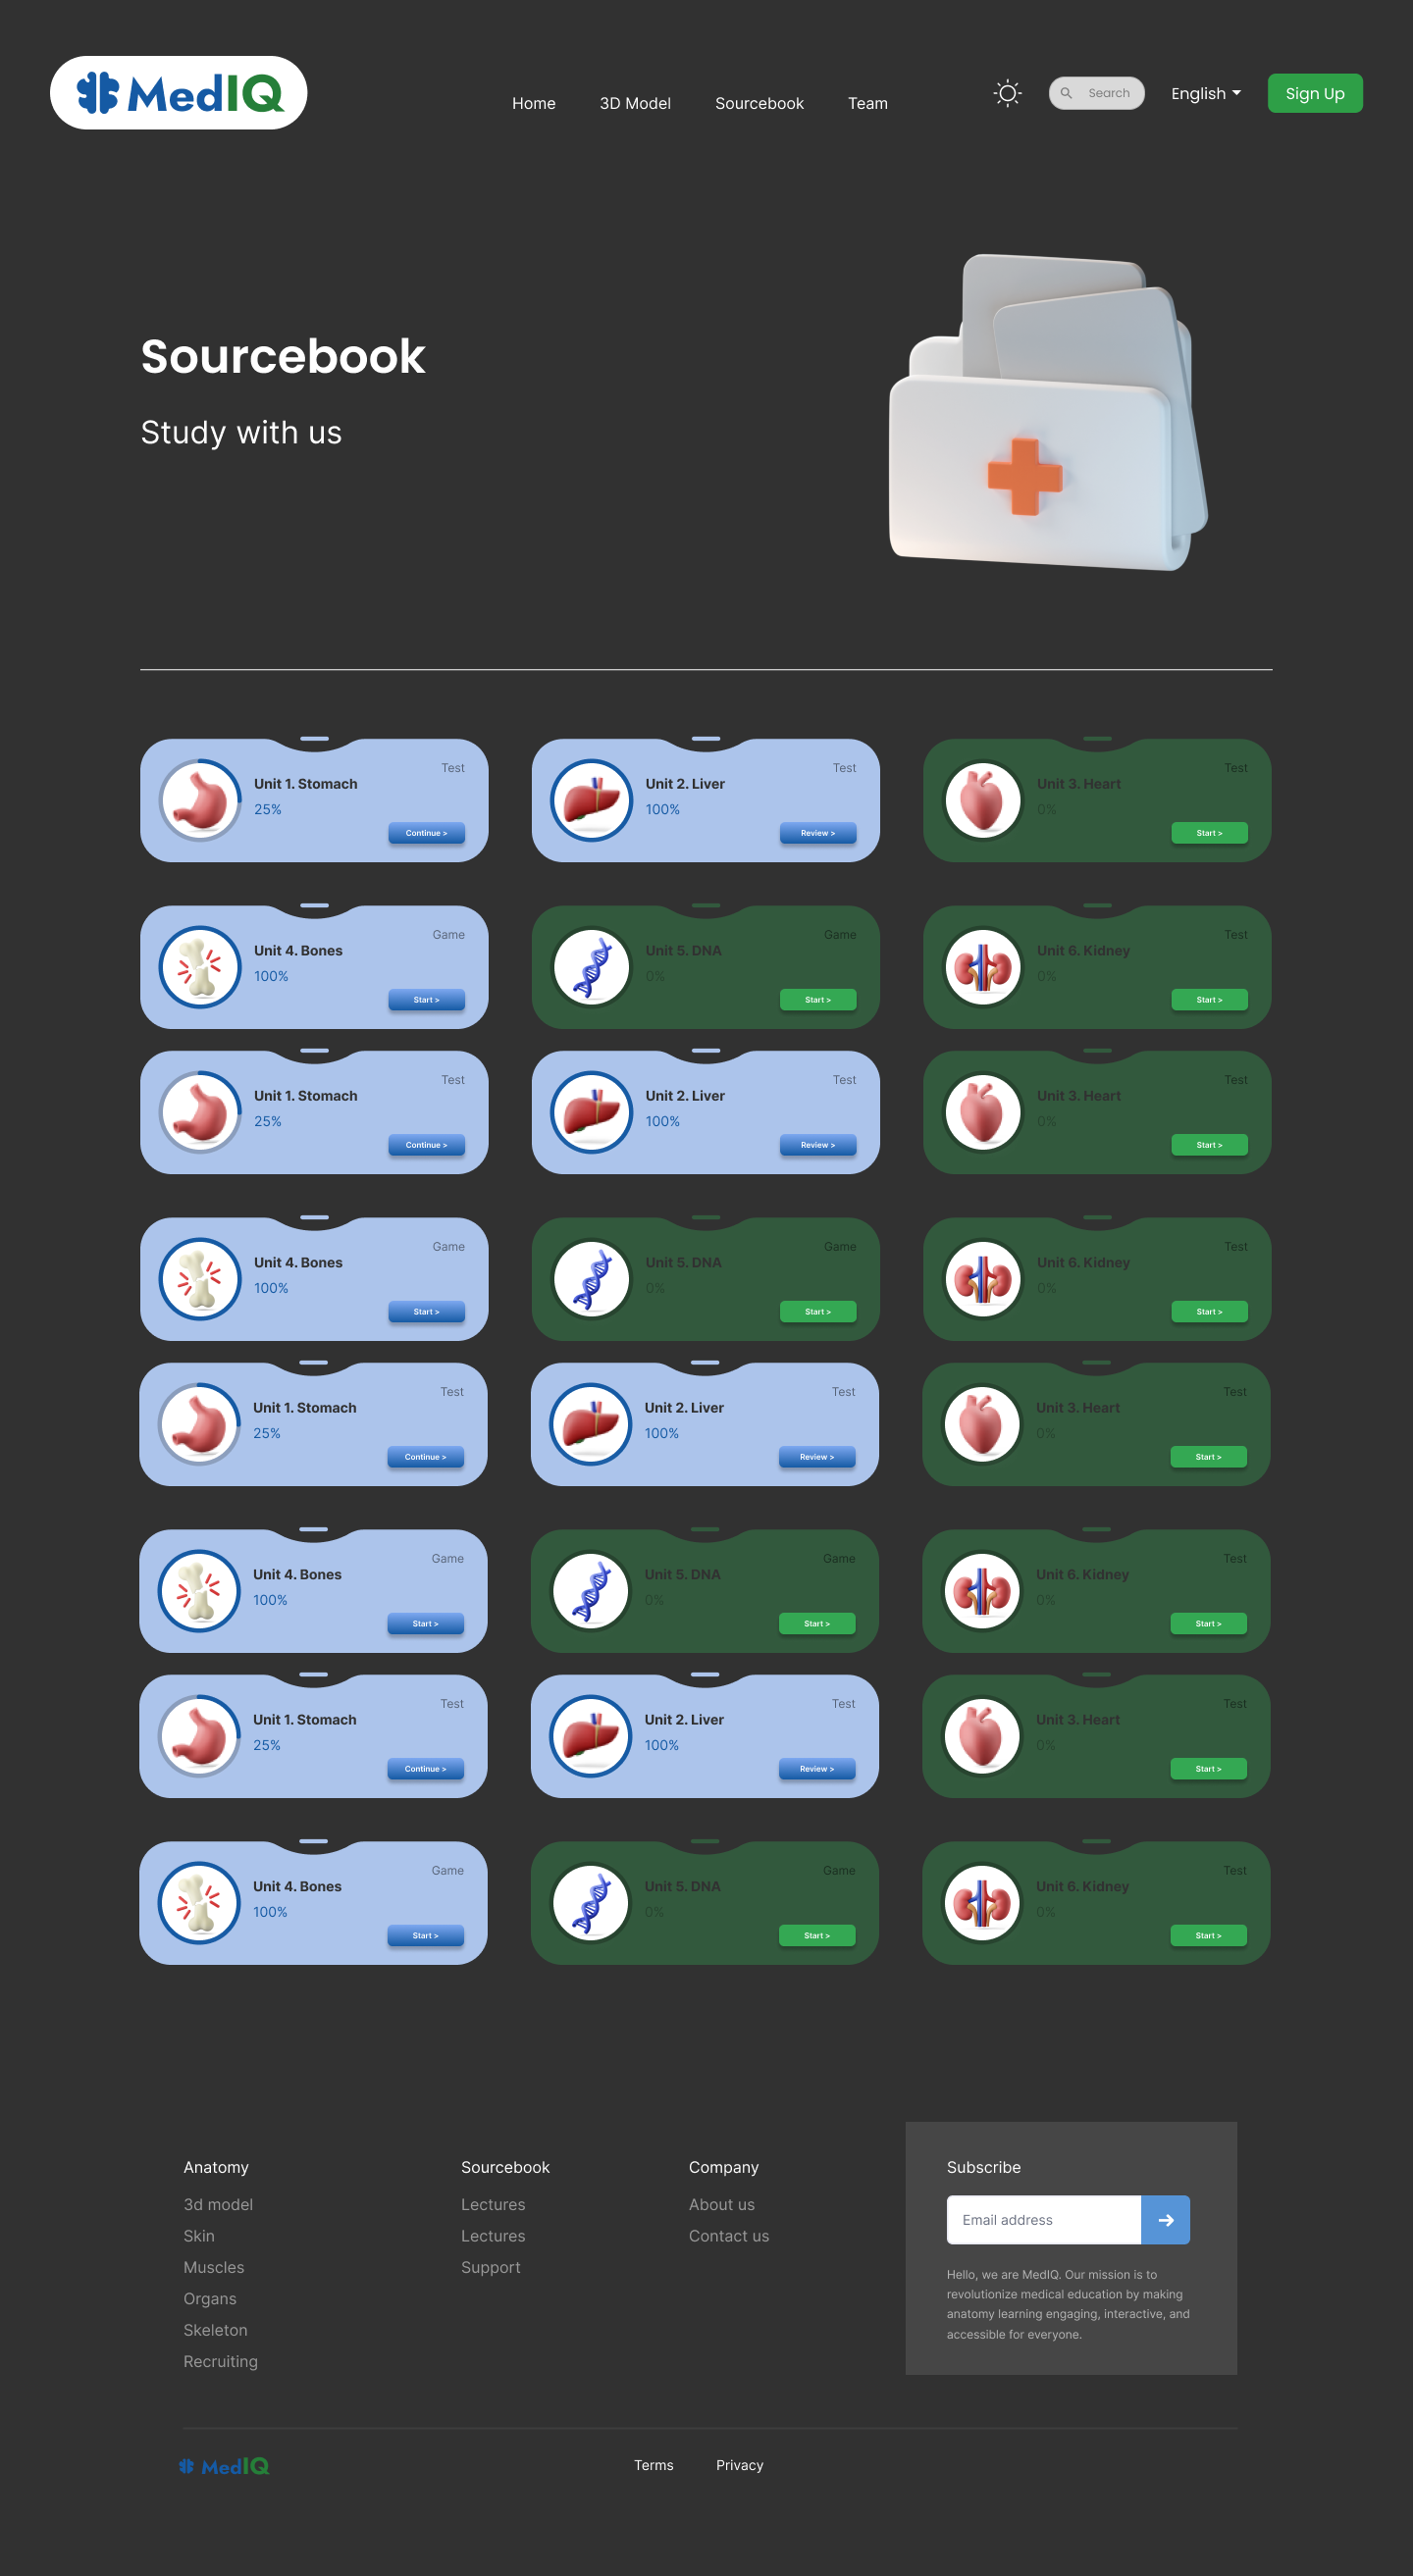 MedIQ
Home 3D Model Sourcebook Team
Search
English
Sign Up
Sourcebook
Study with us
Test
Unit 1. Stomach
25%
Continue >
Test
Unit 2. Liver
100%
Review >
Test
Unit 3. Heart
0%
Start >
Game
Unit 4. Bones
100%
Start >
Game
Unit 5. DNA
0%
Start >
Test
Unit 6. Kidney
0%
Start >
Test
Unit 1. Stomach
25%
Continue >
Test
Unit 2. Liver
100%
Review >
Test
Unit 3. Heart
0%
Start >
Game
Unit 4. Bones
100%
Start >
Game
Unit 5. DNA
0%
Start >
Test
Unit 6. Kidney
0%
Start >
Test
Unit 1. Stomach
25%
Continue >
Test
Unit 2. Liver
100%
Review >
Test
Unit 3. Heart
0%
Start >
Game
Unit 4. Bones
100%
Start >
Game
Unit 5. DNA
0%
Start >
Test
Unit 6. Kidney
0%
Start >
Test
Unit 1. Stomach
25%
Continue >
Test
Unit 2. Liver
100%
Review >
Test
Unit 3. Heart
0%
Start >
Game
Unit 4. Bones
100%
Start >
Game
Unit 5. DNA
0%
Start >
Test
Unit 6. Kidney
0%
Start >
Anatomy
3d model
Skin
Muscles
Organs
Skeleton
Recruiting
Sourcebook
Lectures
Lectures
Support
Company
About us
Contact us
Subscribe
Email address
Hello, we are MedIQ. Our mission is to
revolutionize medical education by making
anatomy learning engaging, interactive, and
accessible for everyone.
MedIQ
Terms Privacy